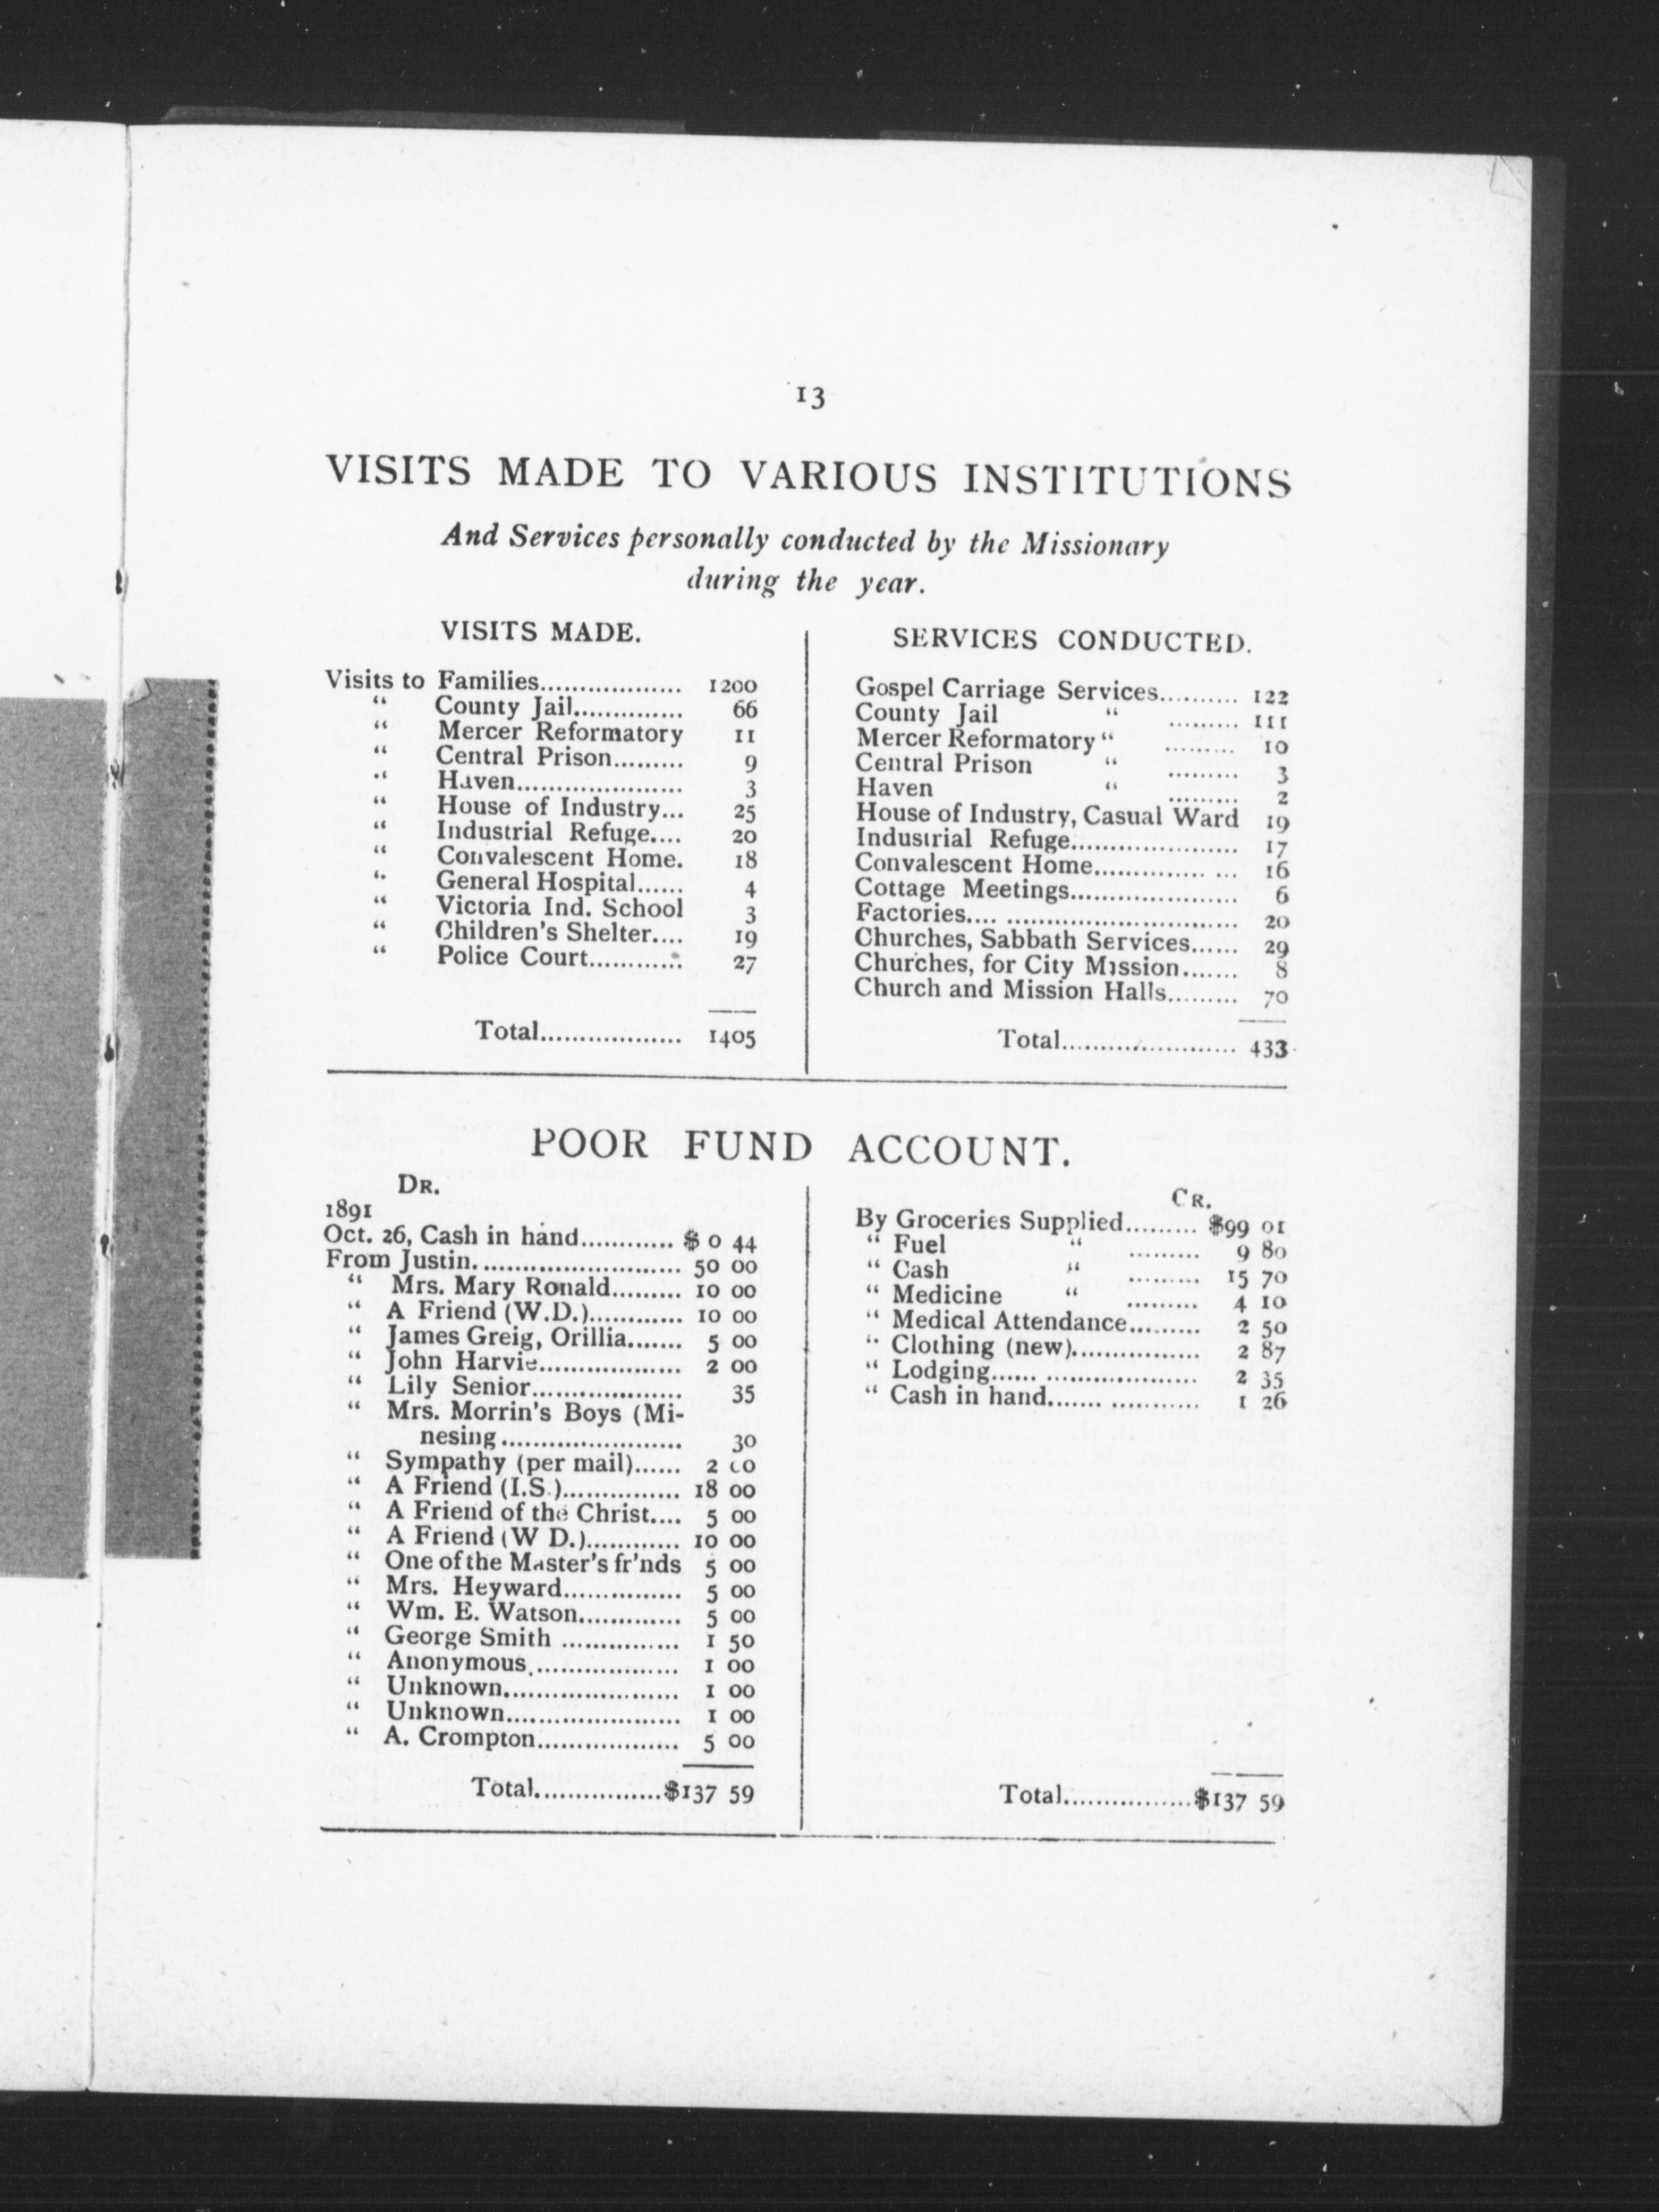 13
VISITS MADE TO VARIOUS INSTITUTIONS
And Services personally conducted by the Missionary
during the year.
VISITS MADE.
Visits to Families.................. 1200
“ County Jail.............. 66
“ Mercer Reformatory 11
“ Central Prison......... 9
“ Haven..................... 3
“ House of Industry... 25
“ Industrial Refuge.... 20
“ Convalescent Home. 18
“ General Hospital...... 4
“ Victoria Ind. School 3
“ Children's Shelter.... 19
“ Police Court............ 27
Total.................. 1405
SERVICES CONDUCTED.
Gospel Carriage Services.......... 122
County Jail “ ......... 111
Mercer Reformatory “ ......... 10
Central Prison “ ......... 3
Haven “ ......... 2
House of Industry, Casual Ward 19
Industrial Refuge..................... 17
Convalescent Home.............. ... 16
Cottage Meetings..................... 6
Factories.... ............................. 20
Churches, Sabbath Services...... 29
Churches, for City Mission....... 8
Church and Mission Halls......... 70
Total...................... 433
POOR FUND ACCOUNT.
DR.
1891
Oct. 26, Cash in hand............ $ 0 44
From Justin.......................... 50 00
“ Mrs. Mary Ronald......... 10 00
“ A Friend (W.D.)............ 10 00
“ James Greig, Orillia....... 5 00
“ John Harvie.................. 2 00
“ Lily Senior................... 35
“ Mrs. Morrin's Boys (Mi-
nesing....................... 30
“ Sympathy (per mail)...... 2 00
“ A Friend (I.S.)............... 18 00
“ A Friend of the Christ.... 5 00
“ A Friend (W D.)............ 10 00
“ One of the Master's fr'nds 5 00
“ Mrs. Heyward............... 5 00
“ Wm. E. Watson............. 5 00
“ George Smith ............... 1 50
“ Anonymous................... 1 00
“ Unknown...................... 1 00
“ Unknown...................... 1 00
“ A. Crompton.................. 5 00
Total................$137 59
CR.
By Groceries Supplied......... $99 01
“ Fuel “ ......... 9 80
“ Cash “ ......... 15 70
“ Medicine “ ......... 4 10
“ Medical Attendance......... 2 50
“ Clothing (new)................ 2 87
“ Lodging...... ................... 2 35
“ Cash in hand....... ........... 1 26
Total................$137 59